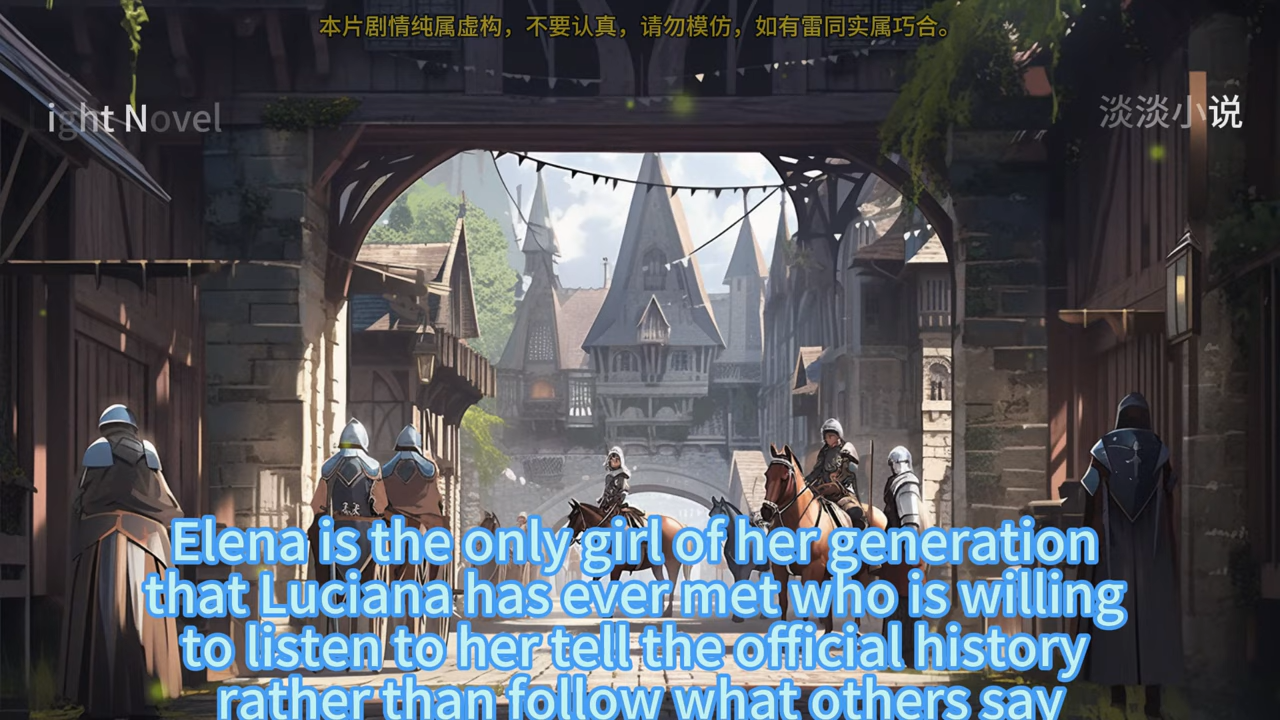 本片剧情纯属虚构，不要认真，请勿模仿，如有雷同实属巧合。
ight Novel
淡淡小说
Elena is the only girl of her generation
that Luciana has ever met who is willing
to listen to her tell the official history
rather than follow what others say